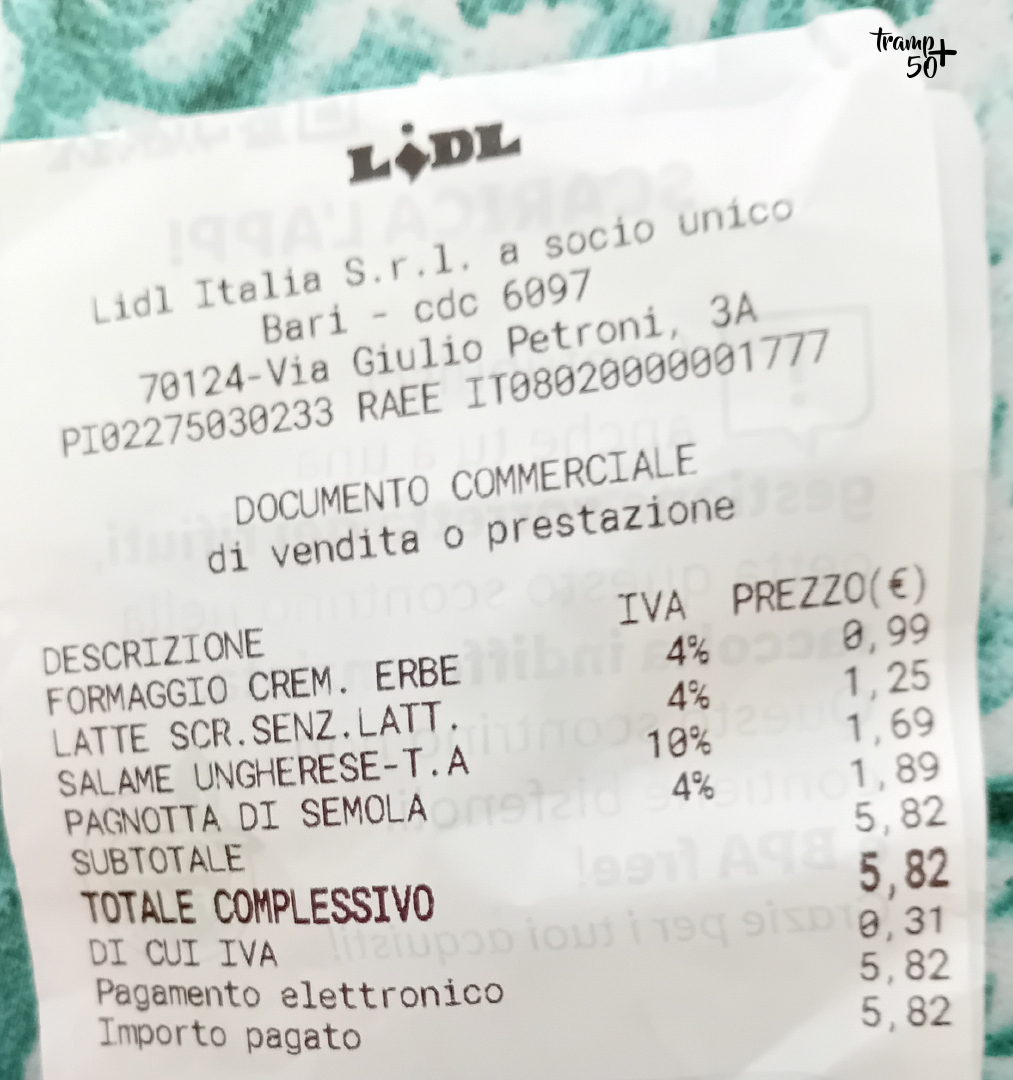 tramp
50+
LiDL
Lidl Italia S.r.l. a socio unico
Bari - cdc 6097
70124-Via Giulio Petroni, 3A
PI02275030233 RAEE IT08020000001777
DOCUMENTO COMMERCIALE
di vendita o prestazione
DESCRIZIONE IVA PREZZO(€)
FORMAGGIO CREM. ERBE 4% 0,99
LATTE SCR.SENZ.LATT. 4% 1,25
SALAME UNGHERESE-T.A 10% 1,69
PAGNOTTA DI SEMOLA 4% 1,89
SUBTOTALE 5,82
TOTALE COMPLESSIVO 5,82
DI CUI IVA 0,31
Pagamento elettronico 5,82
Importo pagato 5,82